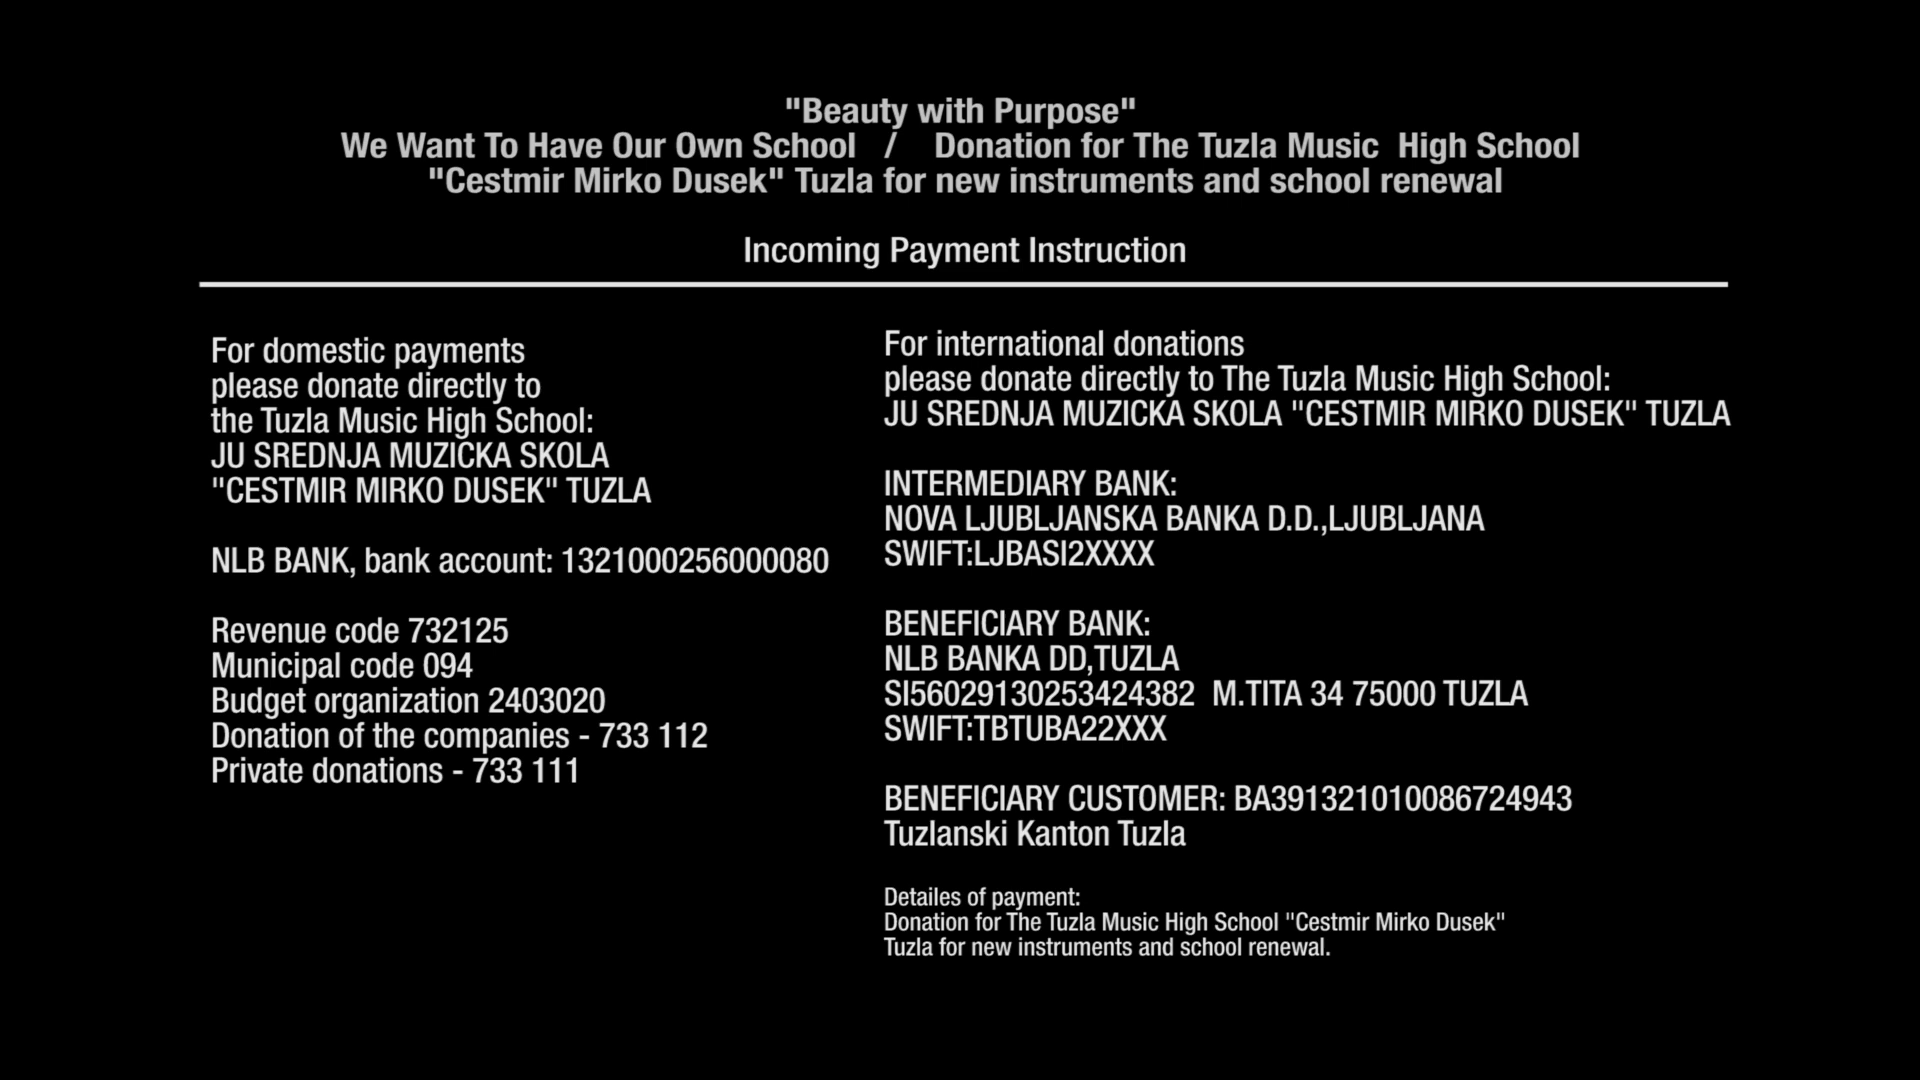 "Beauty with Purpose"
We Want To Have Our Own School / Donation for The Tuzla Music High School
"Cestmir Mirko Dusek" Tuzla for new instruments and school renewal
Incoming Payment Instruction
For domestic payments
please donate directly to
the Tuzla Music High School:
JU SREDNJA MUZICKA SKOLA
"CESTMIR MIRKO DUSEK" TUZLA
NLB BANK, bank account: 1321000256000080
Revenue code 732125
Municipal code 094
Budget organization 2403020
Donation of the companies - 733 112
Private donations - 733 111
For international donations
please donate directly to The Tuzla Music High School:
JU SREDNJA MUZICKA SKOLA "CESTMIR MIRKO DUSEK" TUZLA
INTERMEDIARY BANK:
NOVA LJUBLJANSKA BANKA D.D.,LJUBLJANA
SWIFT:LJBASI2XXXX
BENEFICIARY BANK:
NLB BANKA DD,TUZLA
SI56029130253424382 M.TITA 34 75000 TUZLA
SWIFT:TBTUBA22XXX
BENEFICIARY CUSTOMER: BA391321010086724943
Tuzlanski Kanton Tuzla
Detailes of payment:
Donation for The Tuzla Music High School "Cestmir Mirko Dusek"
Tuzla for new instruments and school renewal.